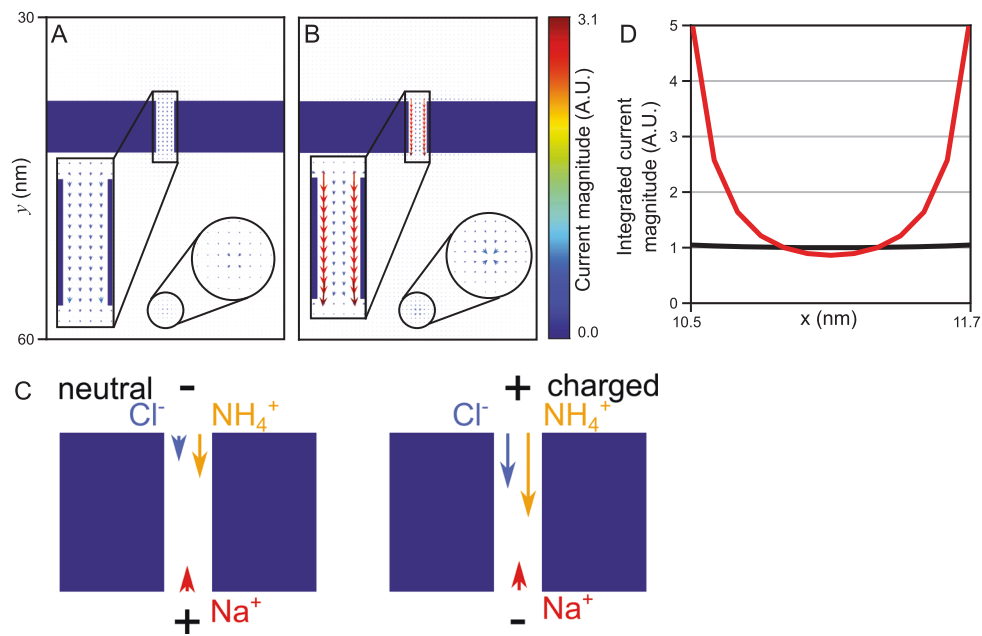 A
B
D
30
y (nm)
60
3.1
Current magnitude (A.U.)
0.0
Integrated current
magnitude (A.U.)
5
4
3
2
1
0
10.5
x (nm)
11.7
C
neutral
-
+
charged
Cl-
NH4+
Cl-
NH4+
+
Na+
-
Na+